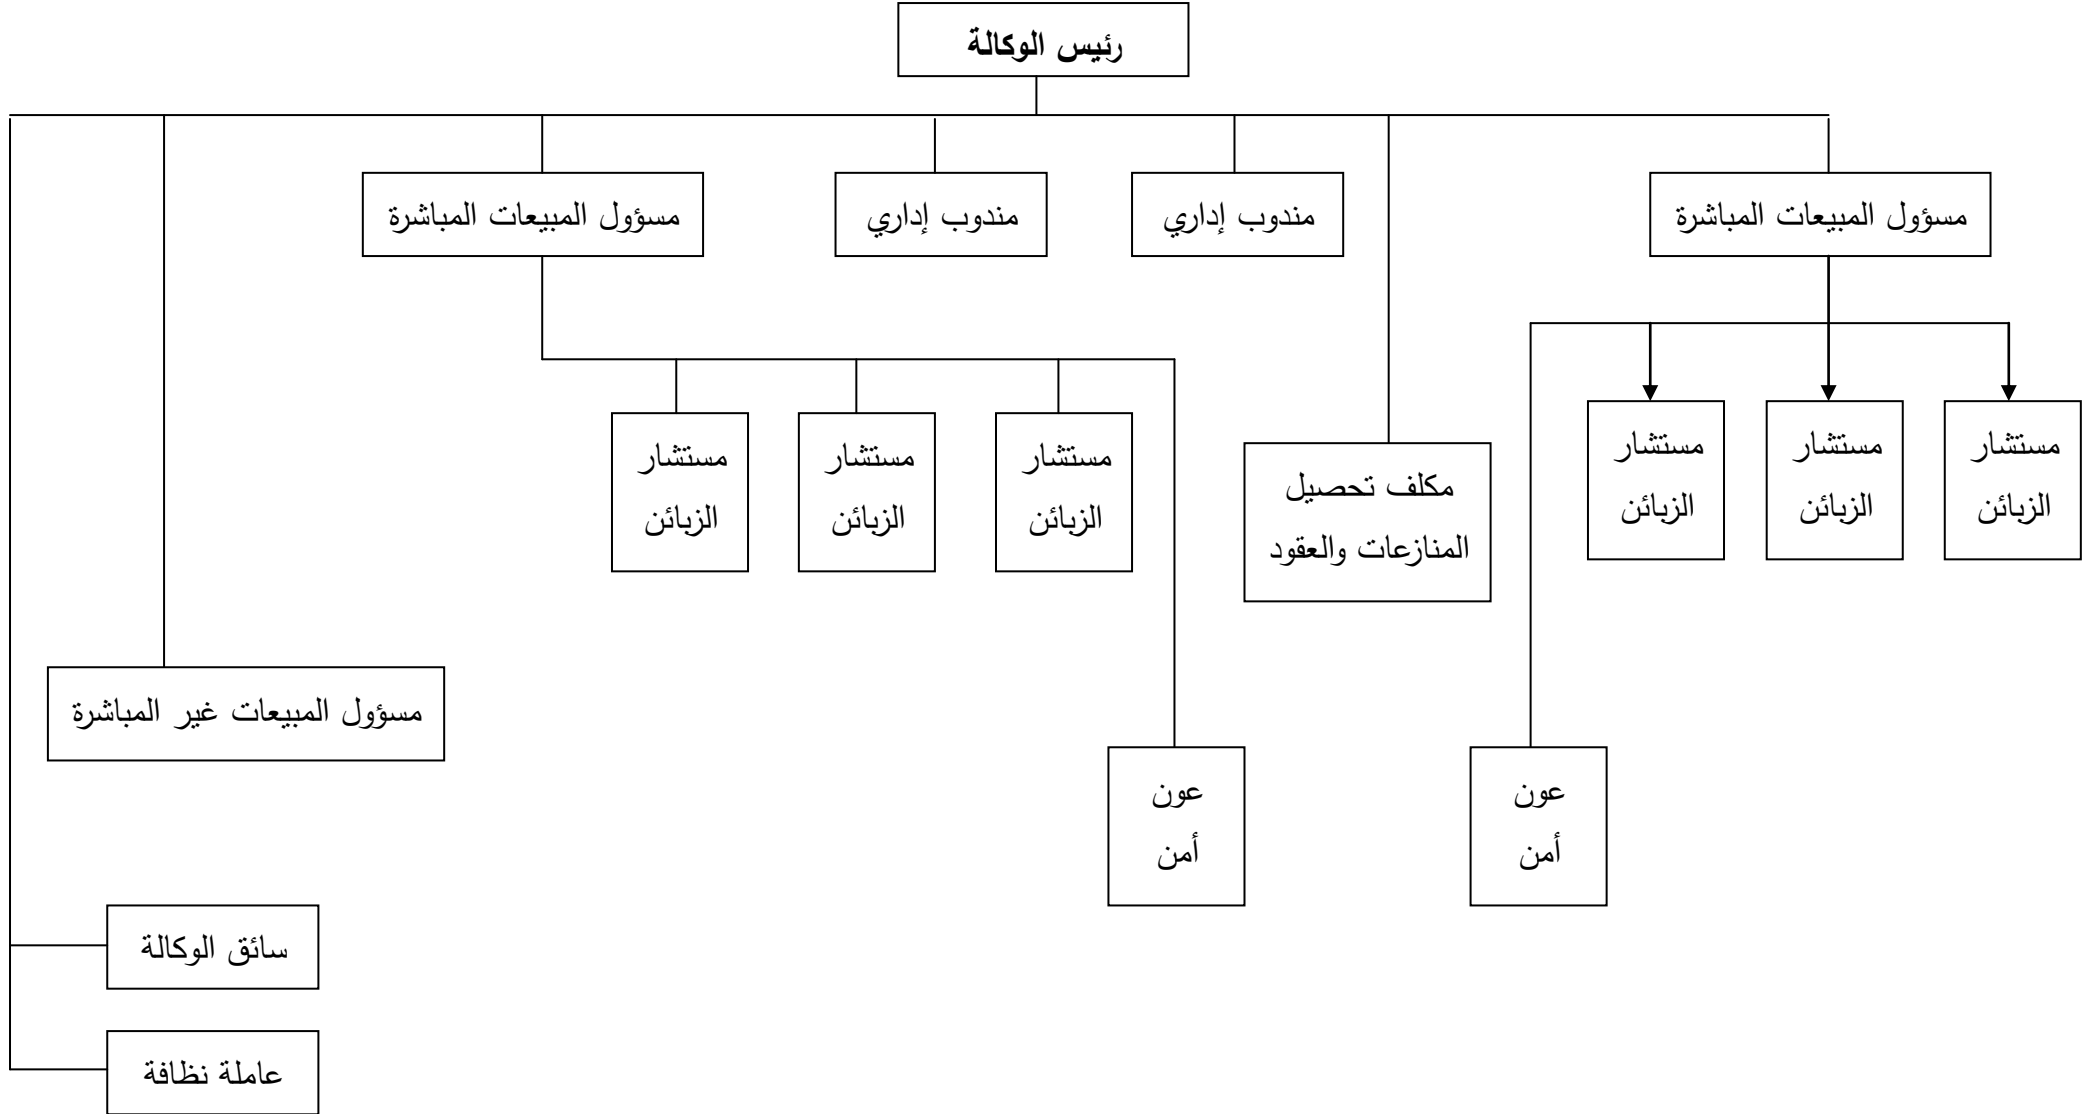 رئيس الوكالة
مسؤول المبيعات المباشرة
مندوب إداري
مندوب إداري
مسؤول المبيعات المباشرة
مستشار
الزبائن
مستشار
الزبائن
مستشار
الزبائن
مكلف تحصيل
المنازعات والعقود
مستشار
الزبائن
مستشار
الزبائن
مستشار
الزبائن
مسؤول المبيعات غير المباشرة
عون
أمن
عون
أمن
سائق الوكالة
عاملة نظافة